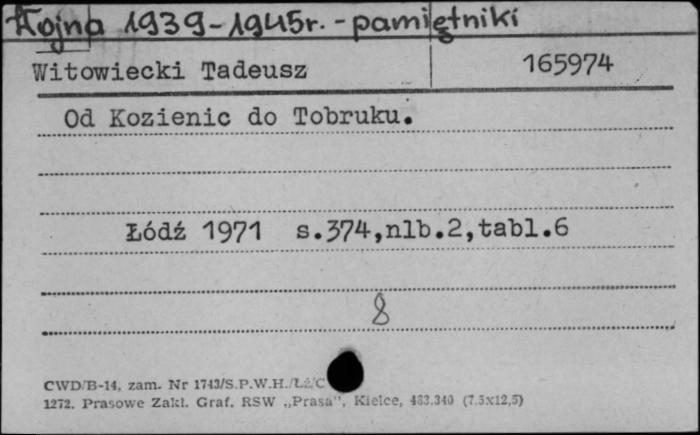 Wojna 1939-1945r. - pamiętniki
Witowiecki Tadeusz 165974
Od Kozienic do Tobruku.
Łódź 1971 s.374,nlb.2,tabl.6
8
CWD/B-14, zam. Nr 1743/S.P.W.H./Łż/C
1272. Prasowe Zakł. Graf. RSW „Prasa”, Kielce, 483.340 (7.5x12,5)